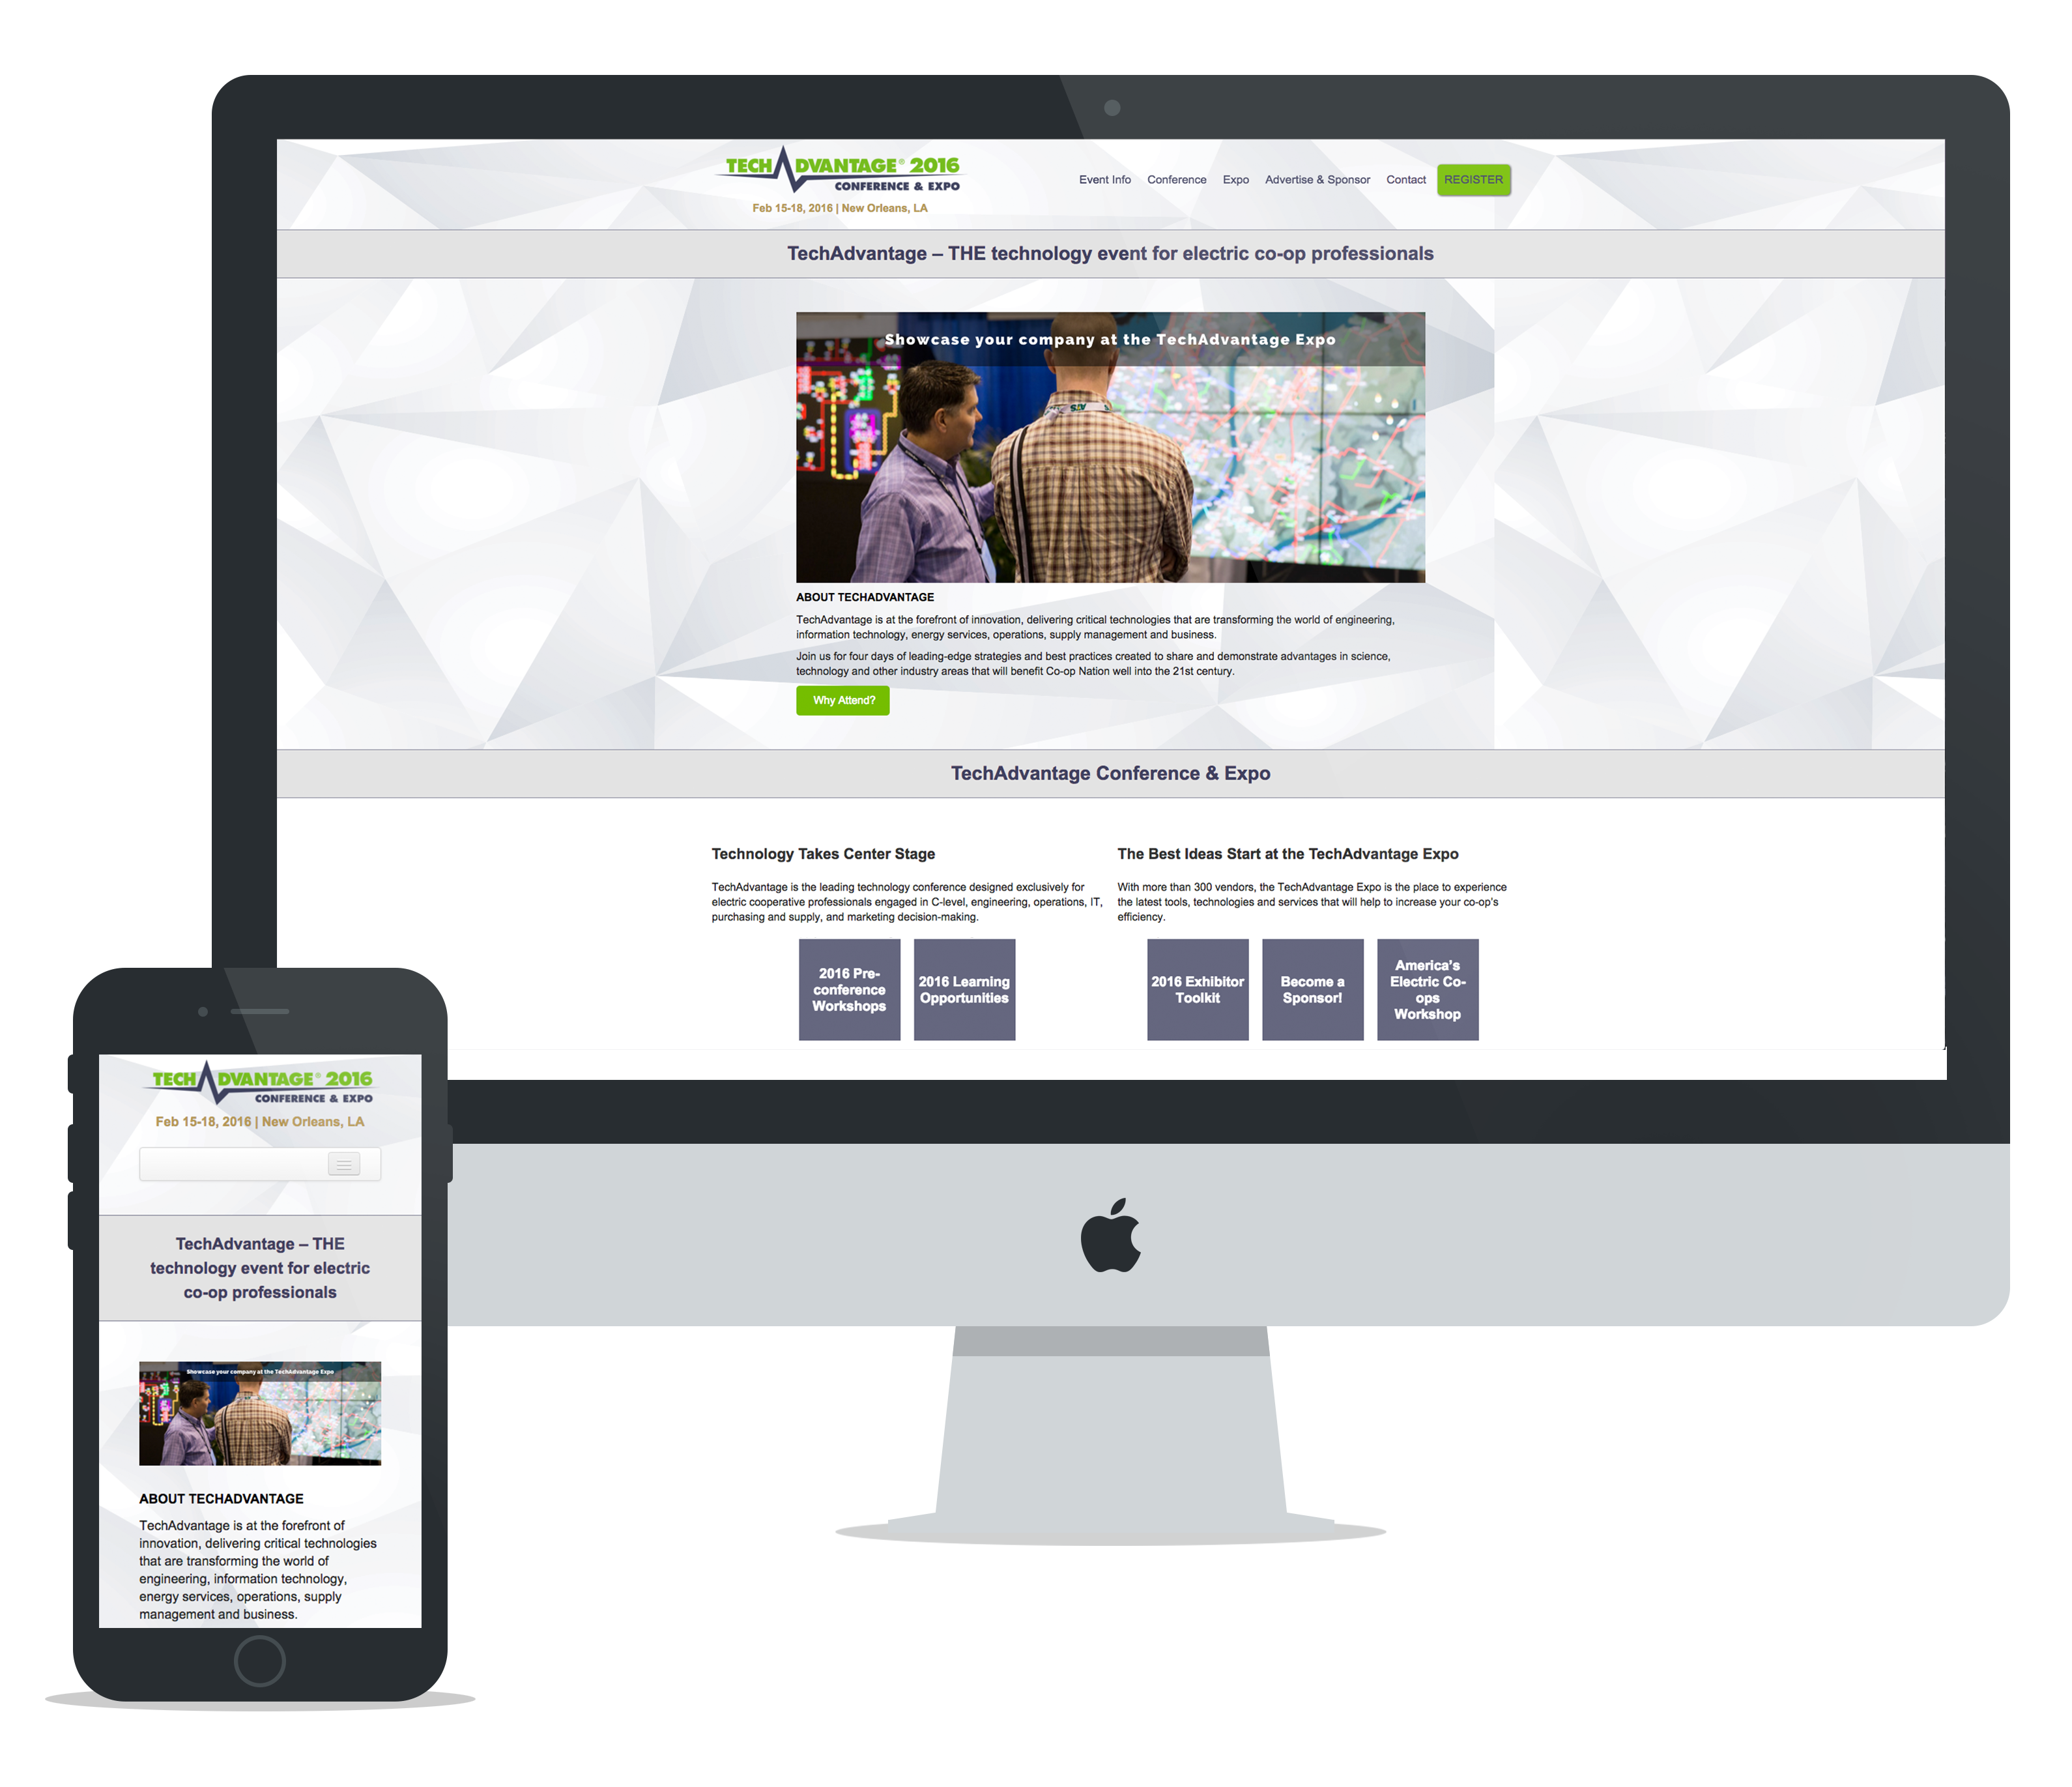 TECHADVANTAGE® 2016
CONFERENCE & EXPO
Feb 15-18, 2016 | New Orleans, LA
Event Info Conference Expo Advertise & Sponsor Contact REGISTER
TechAdvantage – THE technology event for electric co-op professionals
Showcase your company at the TechAdvantage Expo
ABOUT TECHADVANTAGE
TechAdvantage is at the forefront of innovation, delivering critical technologies that are transforming the world of engineering,
information technology, energy services, operations, supply management and business.
Join us for four days of leading-edge strategies and best practices created to share and demonstrate advantages in science,
technology and other industry areas that will benefit Co-op Nation well into the 21st century.
Why Attend?
TechAdvantage Conference & Expo
Technology Takes Center Stage
TechAdvantage is the leading technology conference designed exclusively for
electric cooperative professionals engaged in C-level, engineering, operations, IT,
purchasing and supply, and marketing decision-making.
2016 Pre-
conference
Workshops
2016 Learning
Opportunities
The Best Ideas Start at the TechAdvantage Expo
With more than 300 vendors, the TechAdvantage Expo is the place to experience
the latest tools, technologies and services that will help to increase your co-op's
efficiency.
2016 Exhibitor
Toolkit
Become a
Sponsor!
America's
Electric Co-
ops
Workshop
TECHADVANTAGE® 2016
CONFERENCE & EXPO
Feb 15-18, 2016 | New Orleans, LA
TechAdvantage – THE
technology event for electric
co-op professionals
Showcase your company at the TechAdvantage Expo
ABOUT TECHADVANTAGE
TechAdvantage is at the forefront of
innovation, delivering critical technologies
that are transforming the world of
engineering, information technology,
energy services, operations, supply
management and business.